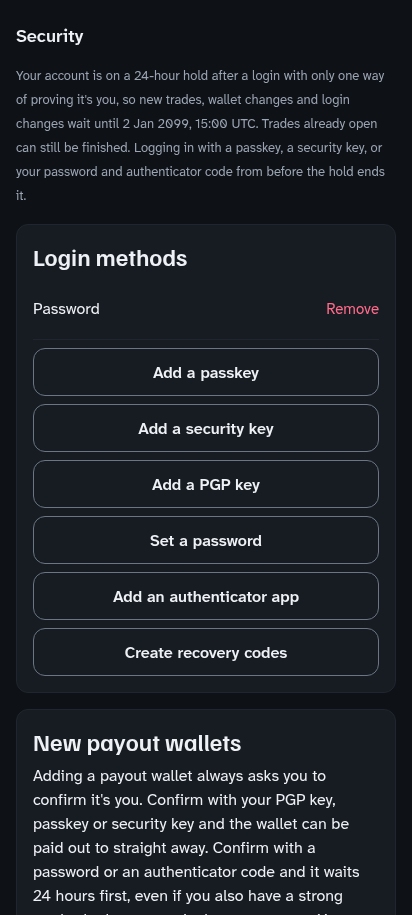 Security
Your account is on a 24-hour hold after a login with only one way
of proving it's you, so new trades, wallet changes and login
changes wait until 2 Jan 2099, 15:00 UTC. Trades already open
can still be finished. Logging in with a passkey, a security key, or
your password and authenticator code from before the hold ends
it.
Login methods
Password Remove
Add a passkey
Add a security key
Add a PGP key
Set a password
Add an authenticator app
Create recovery codes
New payout wallets
Adding a payout wallet always asks you to
confirm it's you. Confirm with your PGP key,
passkey or security key and the wallet can be
paid out to straight away. Confirm with a
password or an authenticator code and it waits
24 hours first, even if you also have a strong